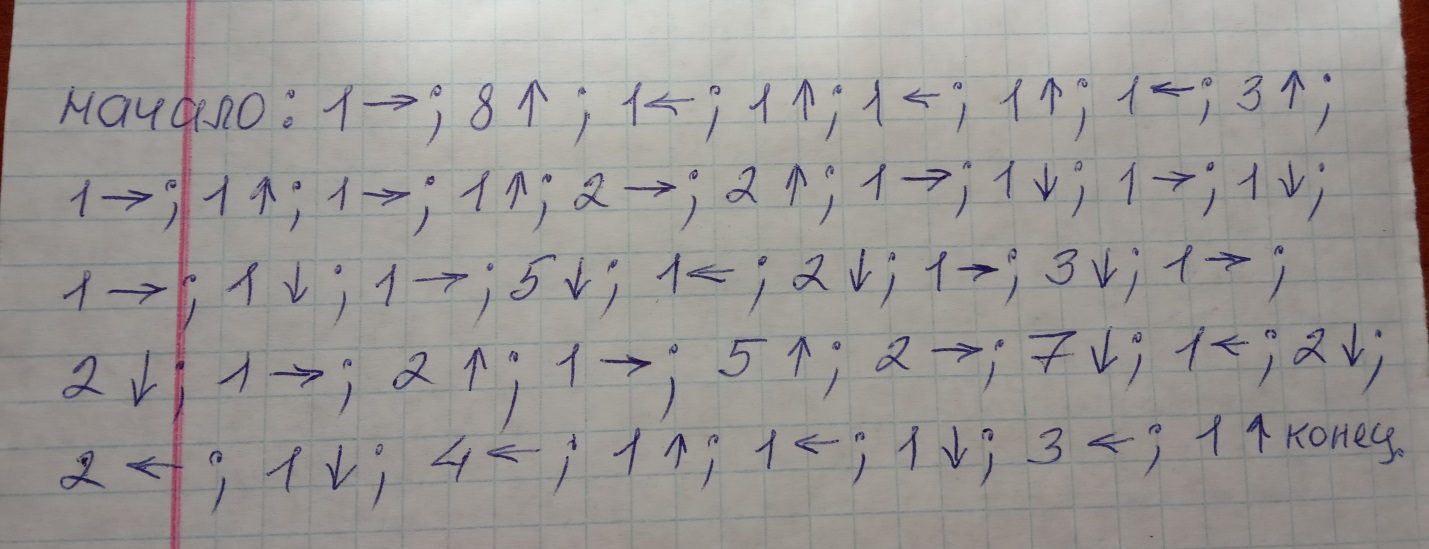 начало: 1→; 8↑; 1←; 1↑; 1←; 1↑; 1←; 3↑;
1→; 1↑; 1→; 1↑; 2→; 2↑; 1→; 1↓; 1→; 1↓;
1→; 1↓; 1→; 5↓; 1←; 2↓; 1→; 3↓; 1→;
2↓; 1→; 2↑; 1→; 5↑; 2→; 7↓; 1←; 2↓;
2←; 1↓; 4←; 1↑; 1←; 1↓; 3←; 1↑ конец.